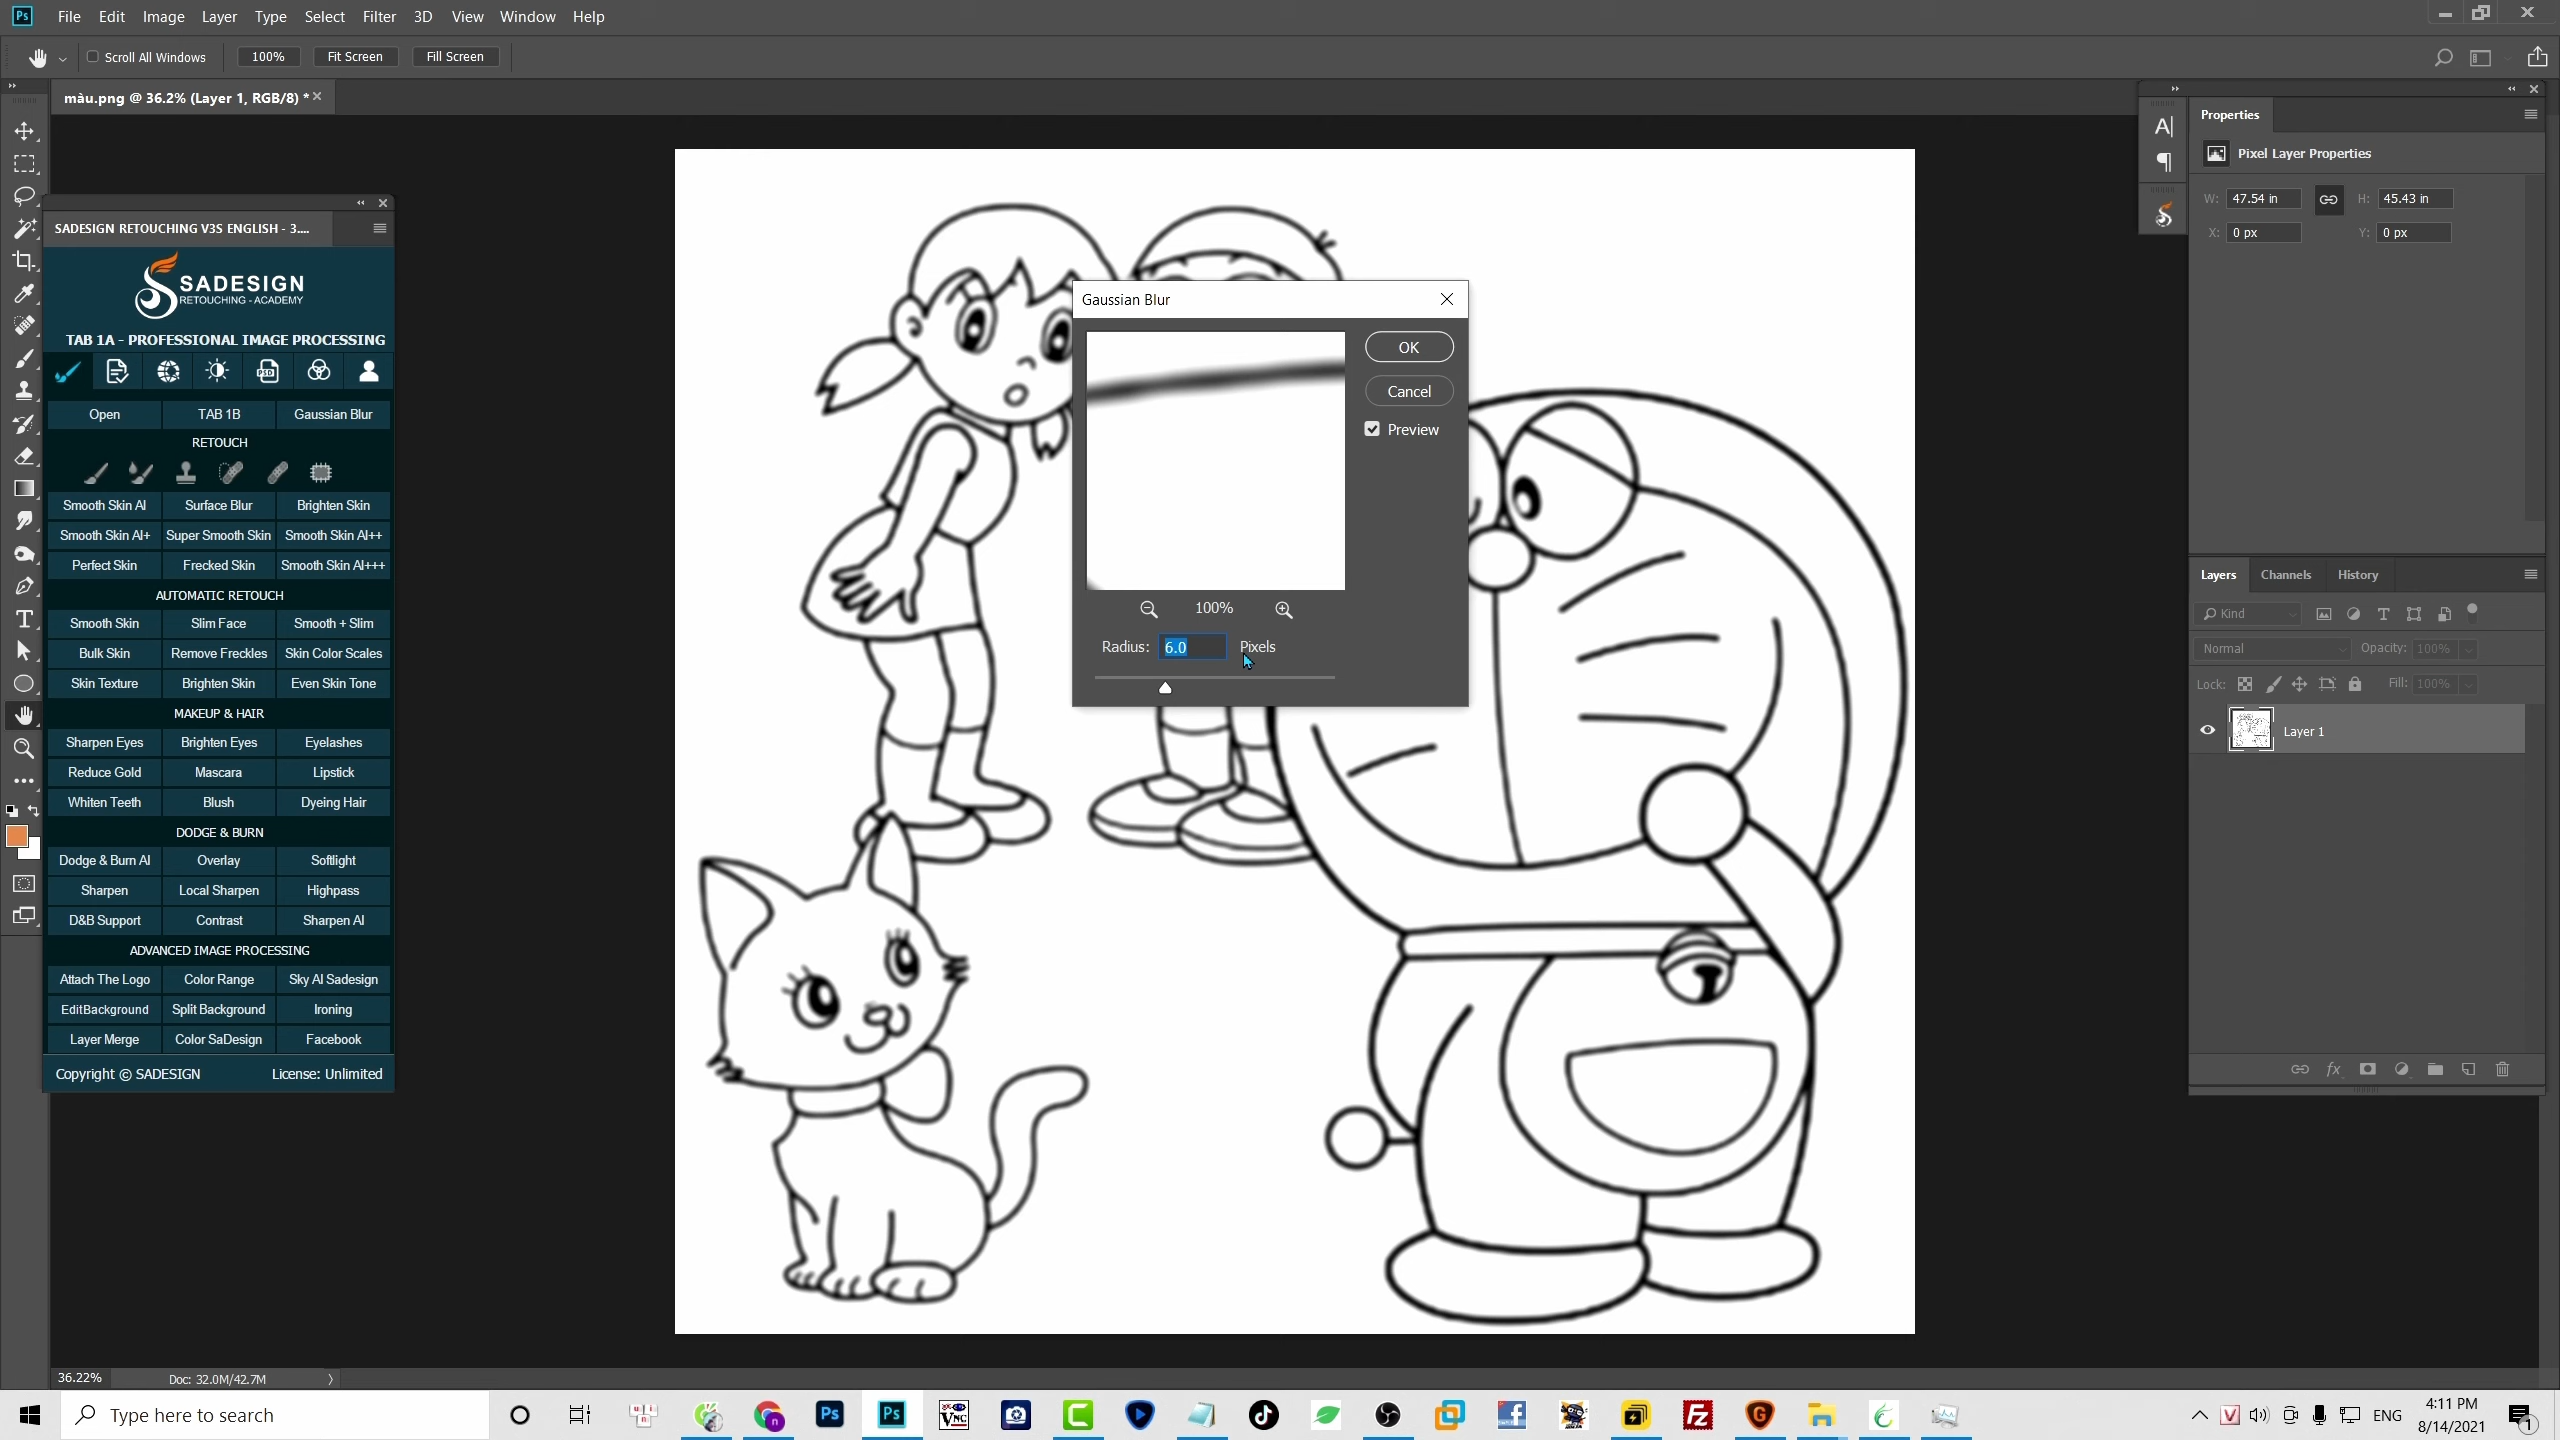 Ps File Edit Image Layer Type Select Filter 3D View Window Help
Scroll All Windows 100% Fit Screen Fill Screen
màu.png @ 36.2% (Layer 1, RGB/8) *
SADESIGN RETOUCHING V3S ENGLISH - 3....
SADESIGN
RETOUCHING - ACADEMY
TAB 1A - PROFESSIONAL IMAGE PROCESSING
Open TAB 1B Gaussian Blur
RETOUCH
Smooth Skin AI Surface Blur Brighten Skin
Smooth Skin AI+ Super Smooth Skin Smooth Skin AI++
Perfect Skin Frecked Skin Smooth Skin AI+++
AUTOMATIC RETOUCH
Smooth Skin Slim Face Smooth + Slim
Bulk Skin Remove Freckles Skin Color Scales
Skin Texture Brighten Skin Even Skin Tone
MAKEUP & HAIR
Sharpen Eyes Brighten Eyes Eyelashes
Reduce Gold Mascara Lipstick
Whiten Teeth Blush Dyeing Hair
DODGE & BURN
Dodge & Burn AI Overlay Softlight
Sharpen Local Sharpen Highpass
D&B Support Contrast Sharpen AI
ADVANCED IMAGE PROCESSING
Attach The Logo Color Range Sky AI Sadesign
EditBackground Split Background Ironing
Layer Merge Color SaDesign Facebook
Copyright © SADESIGN License: Unlimited
Gaussian Blur
OK
Cancel
Preview
100%
Radius: 6.0 Pixels
Properties
Pixel Layer Properties
W: 47.54 in H: 45.43 in
X: 0 px Y: 0 px
Layers Channels History
Kind
Normal Opacity: 100%
Lock: Fill: 100%
Layer 1
fx
36.22% Doc: 32.0M/42.7M
Type here to search
4:11 PM
ENG
8/14/2021